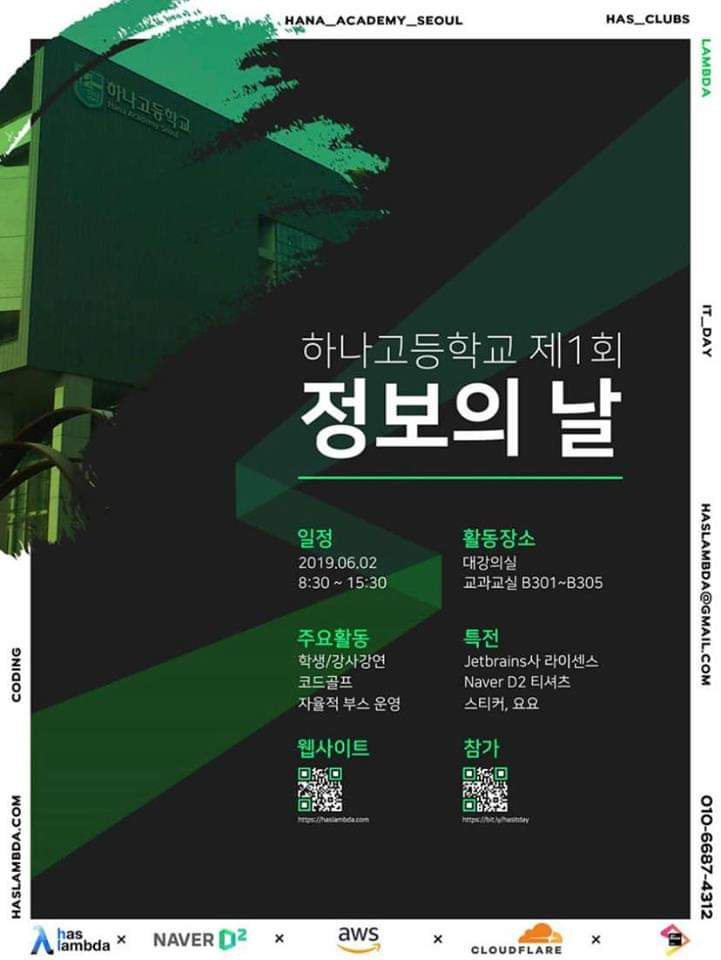 HANA_ACADEMY_SEOUL
HAS_CLUBS
LAMBDA
하나고등학교
Hana Academy Seoul
IT_DAY
하나고등학교 제1회
정보의 날
일정
2019.06.02
8:30 ~ 15:30
활동장소
대강의실
교과교실 B301~B305
HASLAMBDA@GMAIL.COM
주요활동
학생/강사강연
코드골프
자율적 부스 운영
특전
Jetbrains사 라이센스
Naver D2 티셔츠
스티커, 요요
CODING
웹사이트
https://haslambda.com
참가
https://bit.ly/hasitday
HASLAMBDA.COM
010-6687-4312
has lambda × NAVER D2 × aws × CLOUDFLARE ×